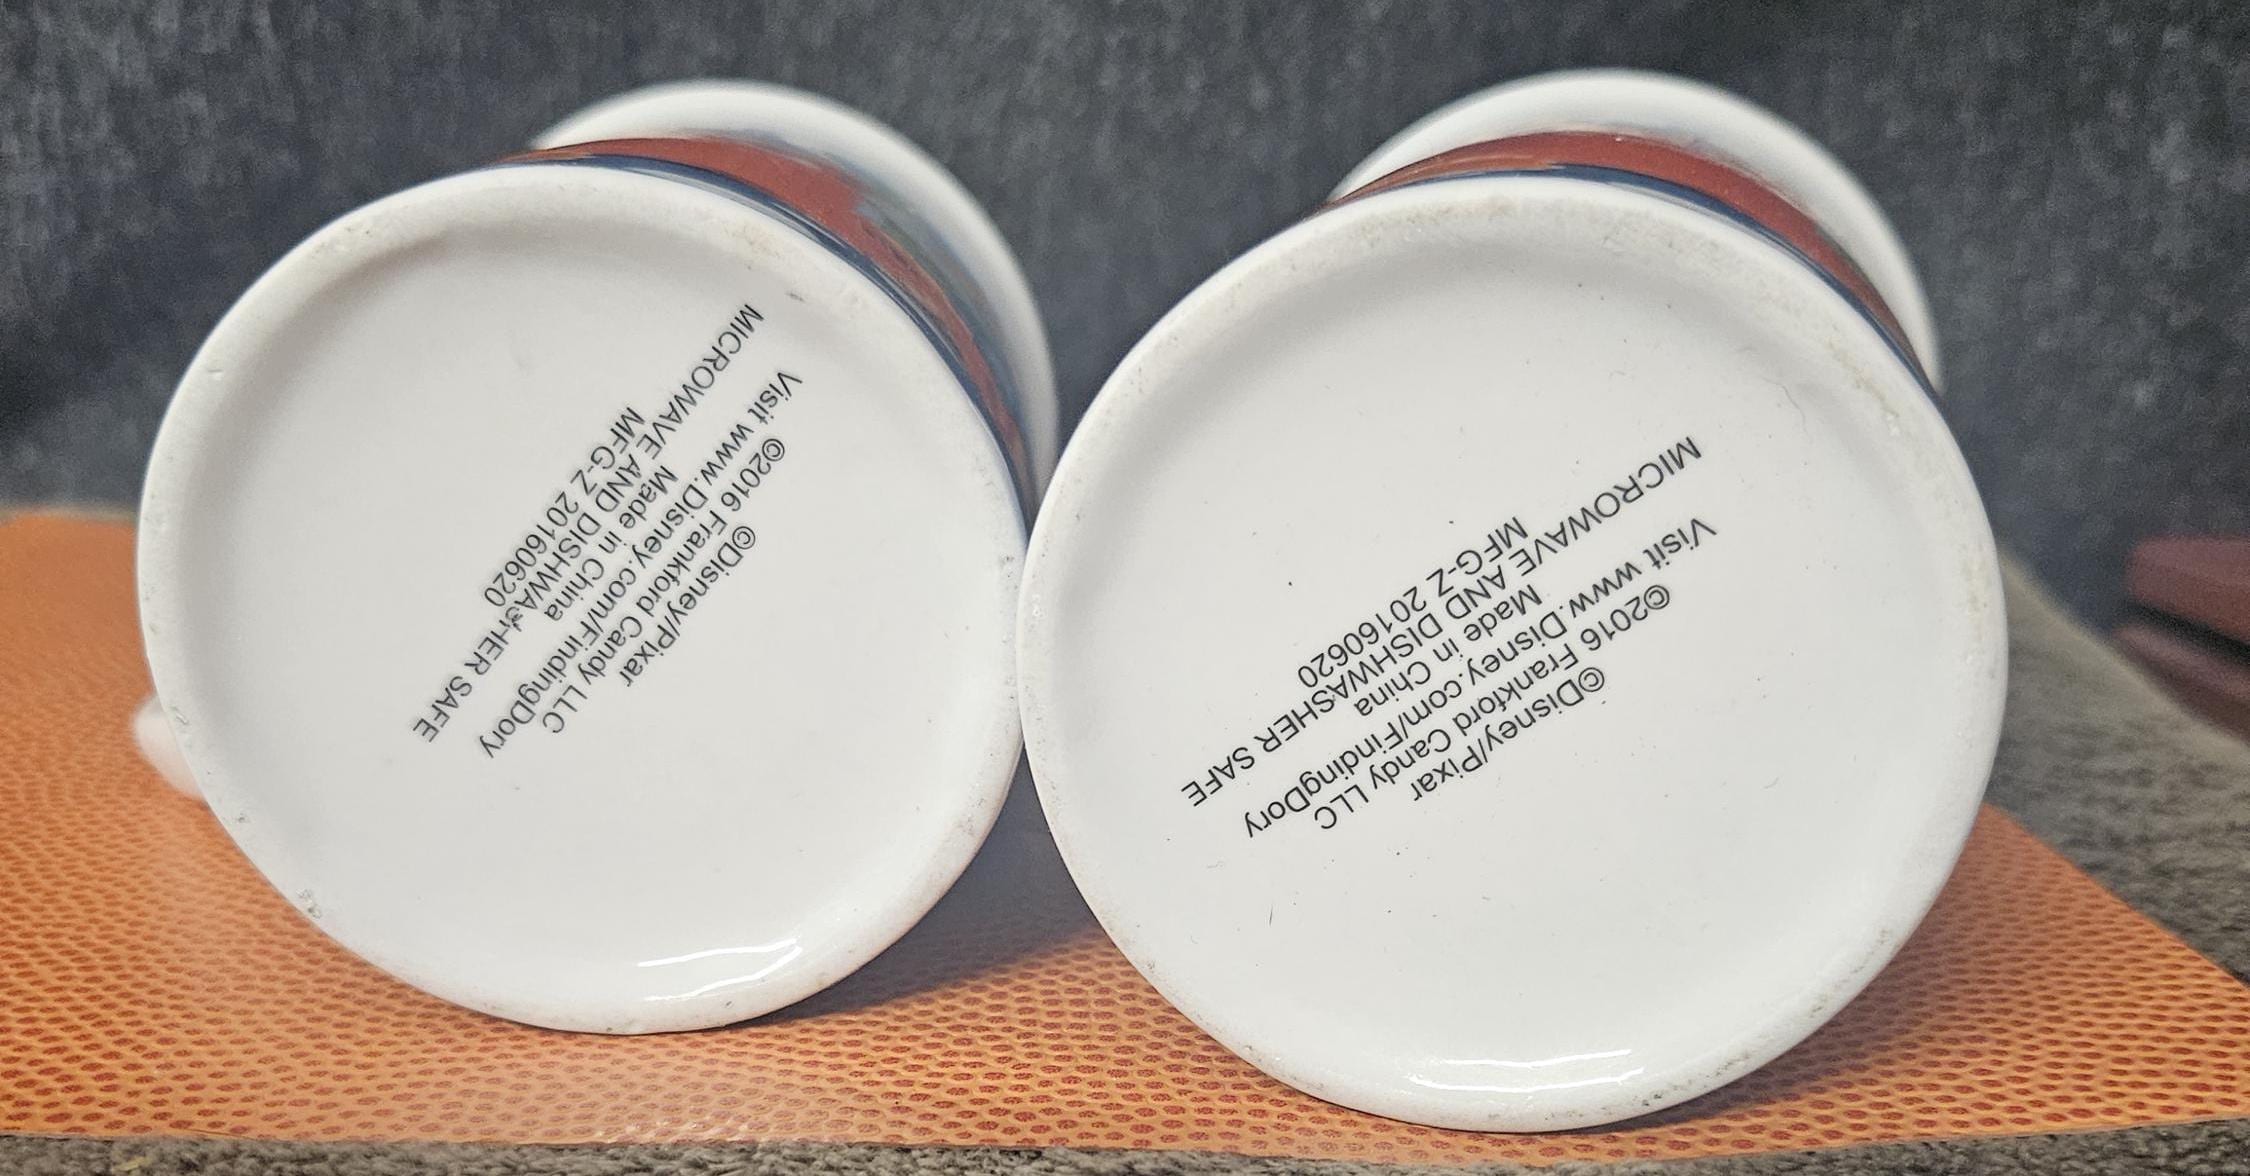 ©Disney/Pixar
©2016 Frankford Candy LLC
Visit www.Disney.com/FindingDory
Made in China
MICROWAVE AND DISHWASHER SAFE
MFG-Z 20160620
©Disney/Pixar
©2016 Frankford Candy LLC
Visit www.Disney.com/FindingDory
Made in China
MICROWAVE AND DISHWASHER SAFE
MFG-Z 20160620